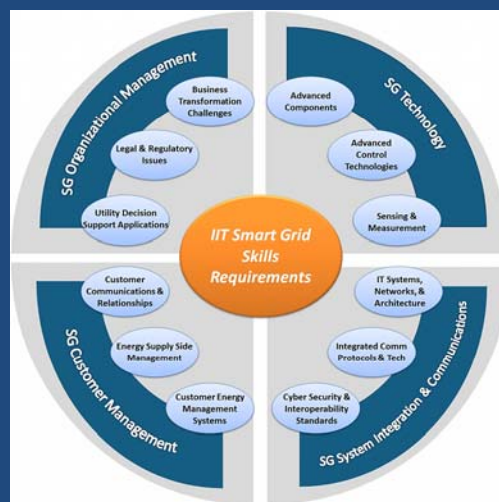 SG Organizational Management
Business
Transformation
Challenges
Legal & Regulatory
Issues
Utility Decision
Support Applications
SG Technology
Advanced
Components
Advanced
Control
Technologies
Sensing &
Measurement
IIT Smart Grid
Skills
Requirements
SG Customer Management
Customer
Communications &
Relationships
Energy Supply Side
Management
Customer Energy
Management
Systems
SG System Integration & Communications
IT Systems,
Networks, &
Architecture
Integrated Comm
Protocols & Tech
Cyber Security &
Interoperability
Standards